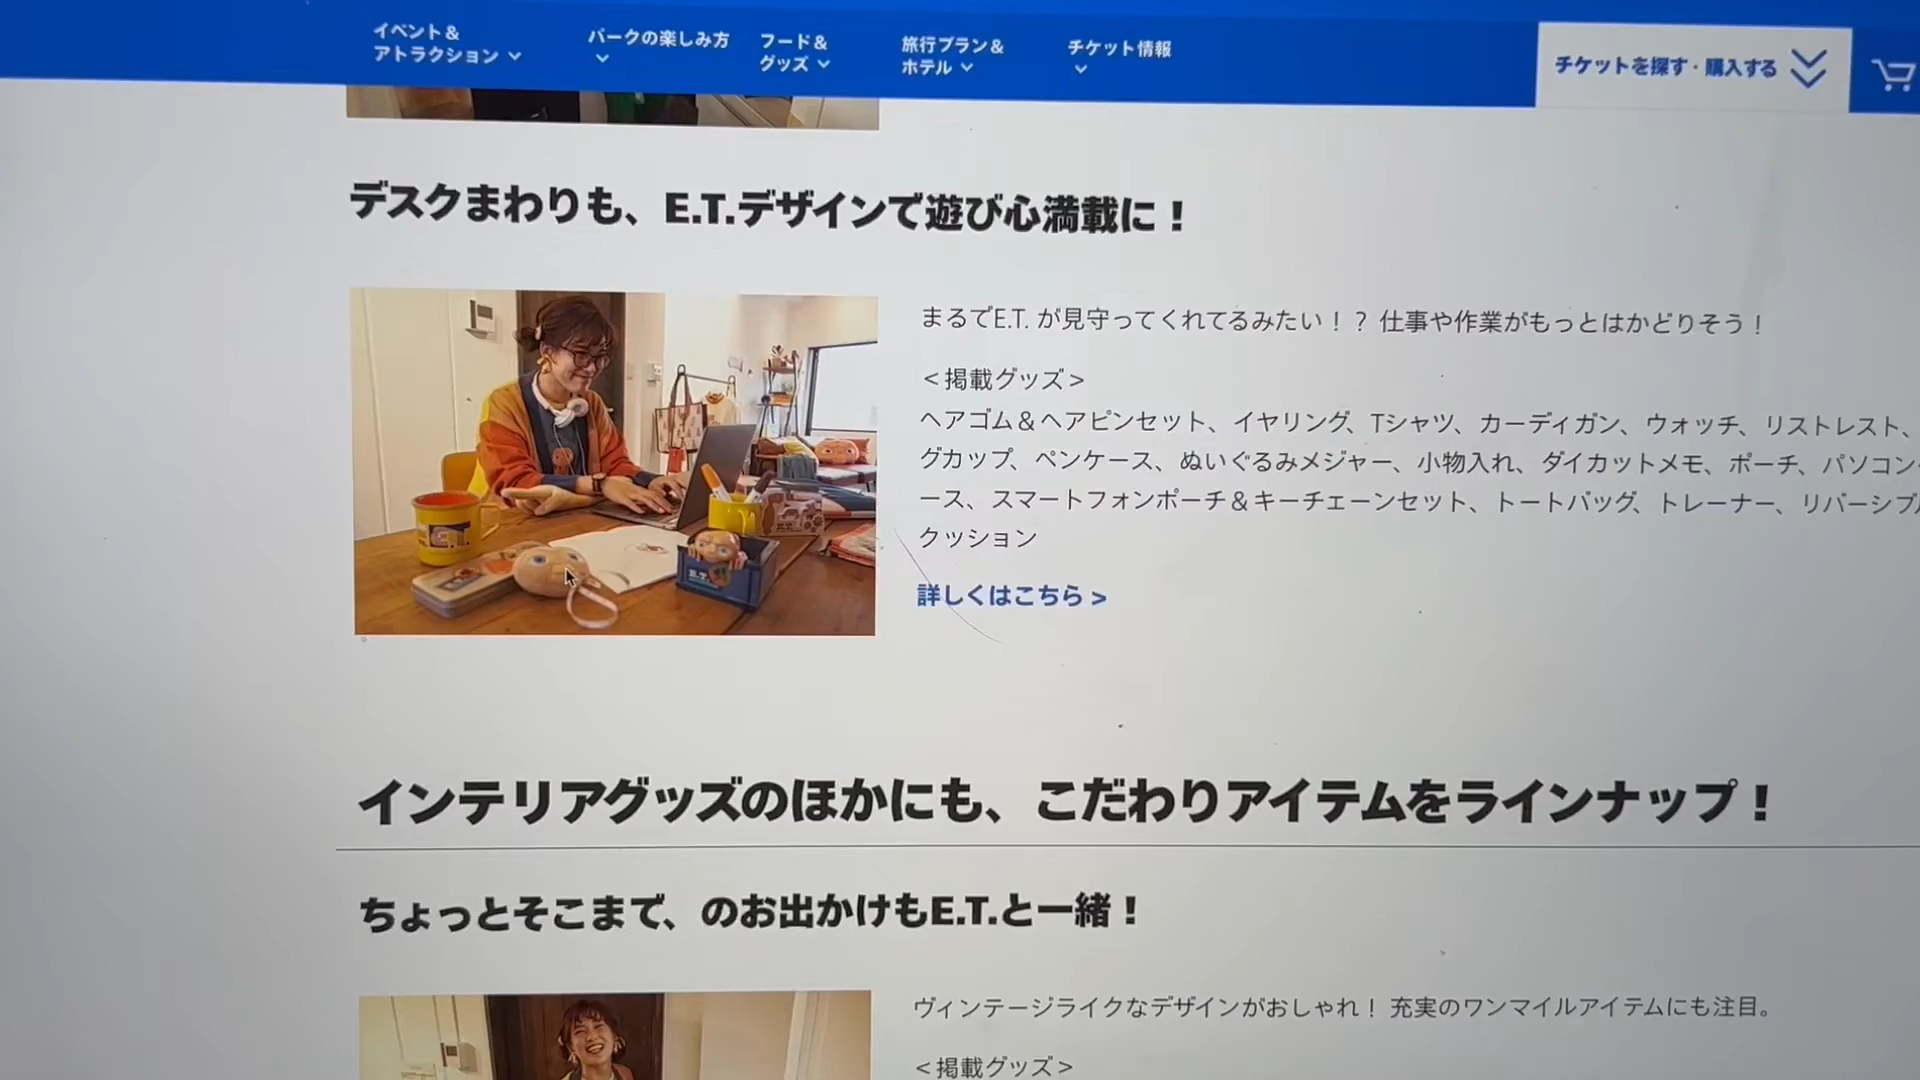 イベント＆
アトラクション
パークの楽しみ方
フード＆
グッズ
旅行プラン＆
ホテル
チケット情報
チケットを探す・購入する
デスクまわりも、E.T.デザインで遊び心満載に！
まるでE.T. が見守ってくれてるみたい！？ 仕事や作業がもっとはかどりそう！
＜掲載グッズ＞
ヘアゴム＆ヘアピンセット、イヤリング、Tシャツ、カーディガン、ウォッチ、リストレスト、
グカップ、ペンケース、ぬいぐるみメジャー、小物入れ、ダイカットメモ、ポーチ、パソコン
ース、スマートフォンポーチ＆キーチェーンセット、トートバッグ、トレーナー、リバーシブ
クッション
E.T.
E.T.
詳しくはこちら >
インテリアグッズのほかにも、こだわりアイテムをラインナップ！
ちょっとそこまで、のお出かけもE.T.と一緒！
ヴィンテージライクなデザインがおしゃれ！ 充実のワンマイルアイテムにも注目。
＜掲載グッズ＞